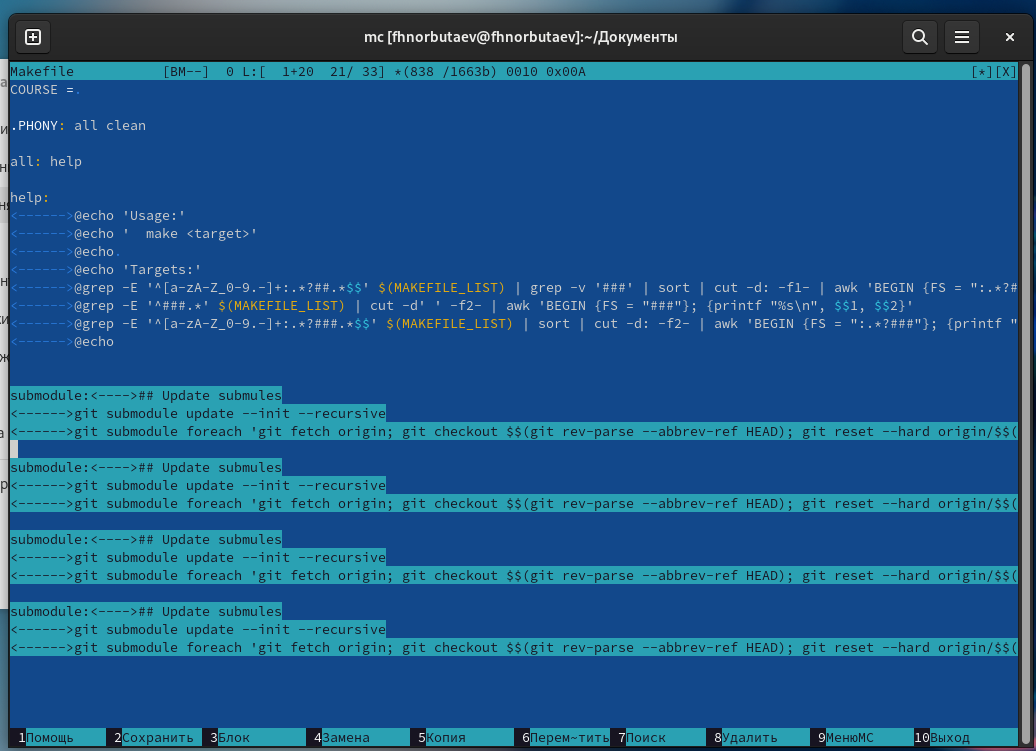 mc [fhnorbutaev@fhnorbutaev]:~/Документы
Makefile [BM--] 0 L:[ 1+20 21/ 33] *(838 /1663b) 0010 0x00A [*][X]
COURSE =.
.PHONY: all clean
all: help
help:
<------>@echo 'Usage:'
<------>@echo '  make <target>'
<------>@echo.
<------>@echo 'Targets:'
<------>@grep -E '^[a-zA-Z_0-9.-]+:.*?##.*$$' $(MAKEFILE_LIST) | grep -v '###' | sort | cut -d: -f1- | awk 'BEGIN {FS = ":.*?#
<------>@grep -E '^###.*' $(MAKEFILE_LIST) | cut -d' ' -f2- | awk 'BEGIN {FS = "###"}; {printf "%s\n", $$1, $$2}'
<------>@grep -E '^[a-zA-Z_0-9.-]+:.*?###.*$$' $(MAKEFILE_LIST) | sort | cut -d: -f2- | awk 'BEGIN {FS = ":.*?###"}; {printf "
<------>@echo
submodule:<---->## Update submules
<------>git submodule update --init --recursive
<------>git submodule foreach 'git fetch origin; git checkout $$(git rev-parse --abbrev-ref HEAD); git reset --hard origin/$$(
submodule:<---->## Update submules
<------>git submodule update --init --recursive
<------>git submodule foreach 'git fetch origin; git checkout $$(git rev-parse --abbrev-ref HEAD); git reset --hard origin/$$(
submodule:<---->## Update submules
<------>git submodule update --init --recursive
<------>git submodule foreach 'git fetch origin; git checkout $$(git rev-parse --abbrev-ref HEAD); git reset --hard origin/$$(
submodule:<---->## Update submules
<------>git submodule update --init --recursive
<------>git submodule foreach 'git fetch origin; git checkout $$(git rev-parse --abbrev-ref HEAD); git reset --hard origin/$$(
1Помощь 2Сохранить 3Блок 4Замена 5Копия 6Перем~тить 7Поиск 8Удалить 9МенюМС 10Выход